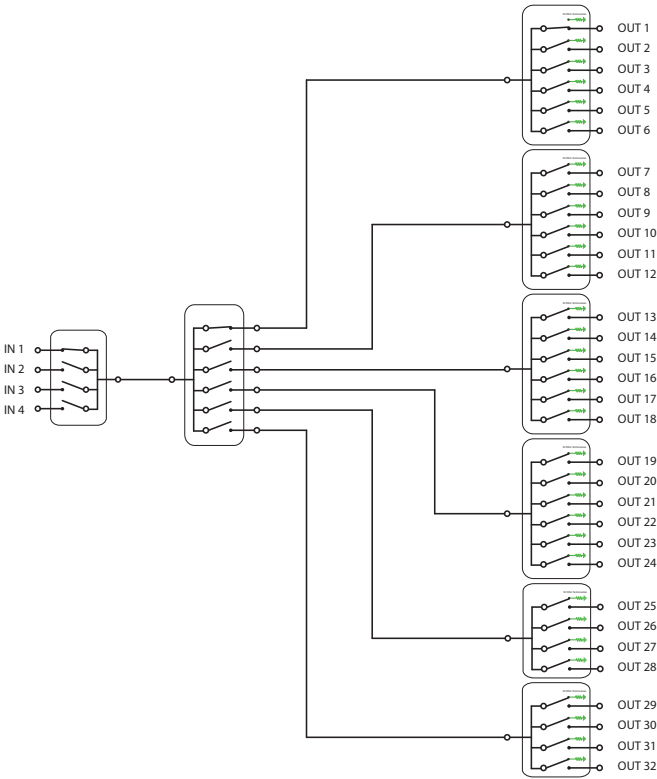 OUT 1
OUT 2
OUT 3
OUT 4
OUT 5
OUT 6
OUT 7
OUT 8
OUT 9
OUT 10
OUT 11
OUT 12
OUT 13
OUT 14
OUT 15
OUT 16
OUT 17
OUT 18
IN 1
IN 2
IN 3
IN 4
OUT 19
OUT 20
OUT 21
OUT 22
OUT 23
OUT 24
OUT 25
OUT 26
OUT 27
OUT 28
OUT 29
OUT 30
OUT 31
OUT 32